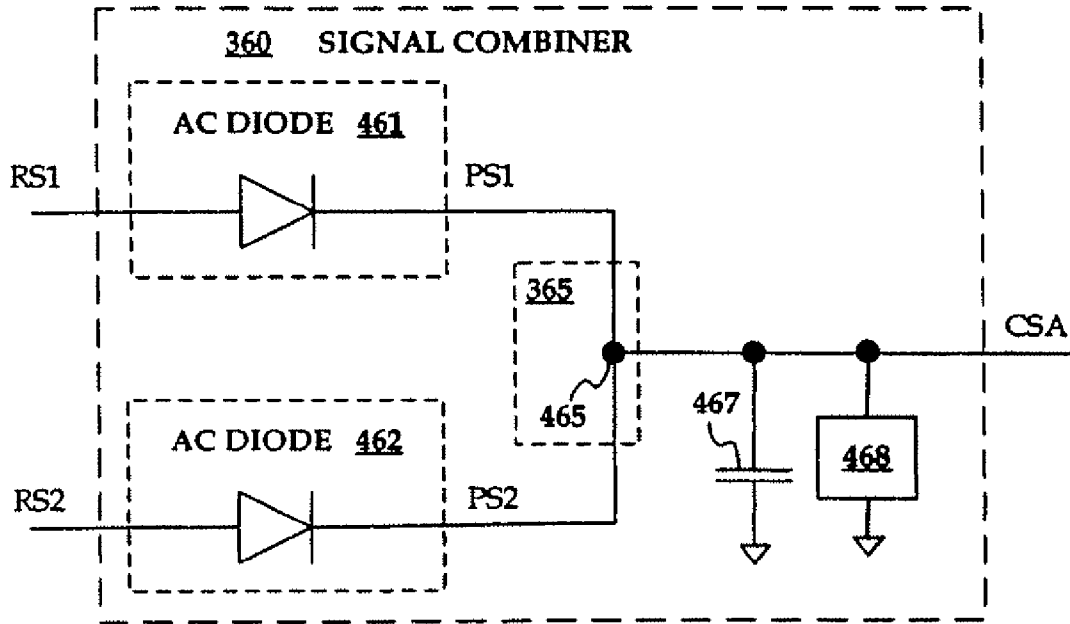 360 SIGNAL COMBINER
AC DIODE 461
RS1
PS1
365
CSA
465
467
468
AC DIODE 462
RS2
PS2